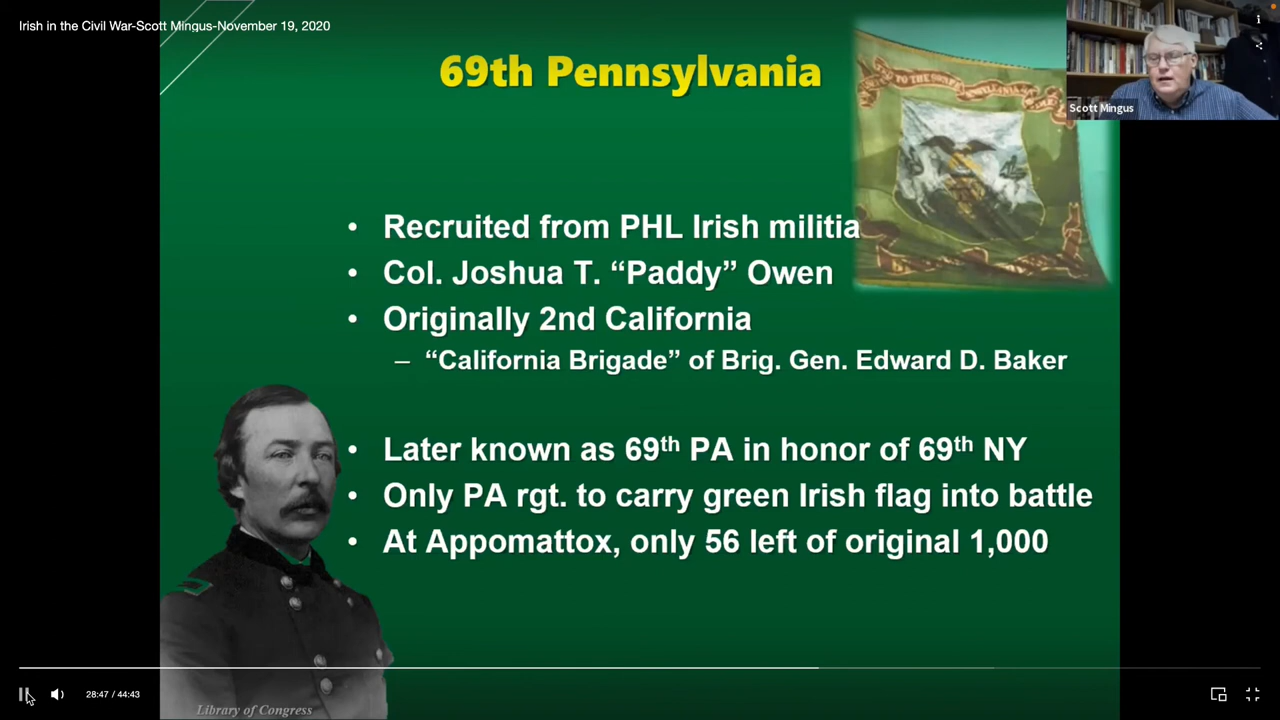 Irish in the Civil War-Scott Mingus-November 19, 2020
69th Pennsylvania
Scott Mingus
• Recruited from PHL Irish militia
• Col. Joshua T. “Paddy” Owen
• Originally 2nd California
– “California Brigade” of Brig. Gen. Edward D. Baker
• Later known as 69th PA in honor of 69th NY
• Only PA rgt. to carry green Irish flag into battle
• At Appomattox, only 56 left of original 1,000
Library of Congress
28:47 / 44:43